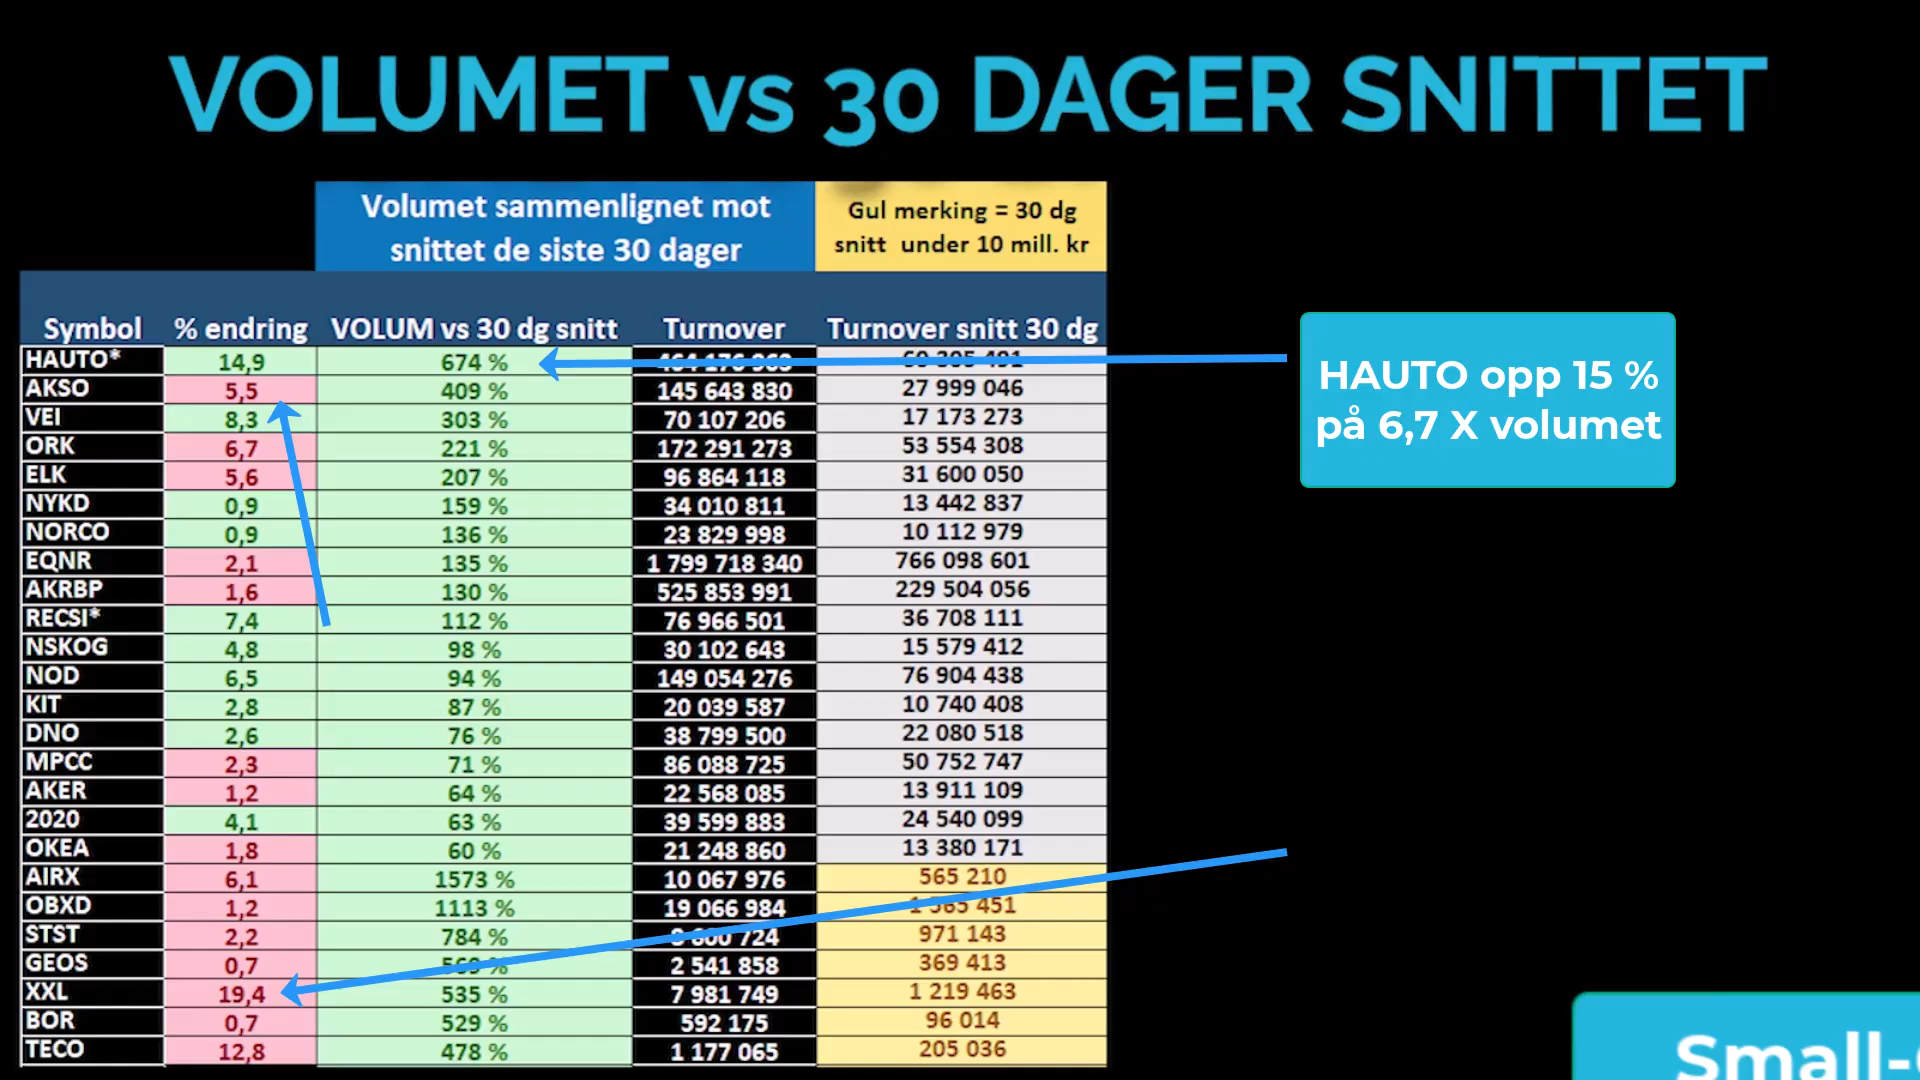 VOLUMET vs 30 DAGER SNITTET
Volumet sammenlignet mot
snittet de siste 30 dager
Gul merking = 30 dg
snitt under 10 mill. kr
Symbol % endring VOLUM vs 30 dg snitt Turnover Turnover snitt 30 dg
HAUTO* 14,9 674 %
AKSO 5,5 409 % 145 643 830 27 999 046
VEI 8,3 303 % 70 107 206 17 173 273
ORK 6,7 221 % 172 291 273 53 554 308
ELK 5,6 207 % 96 864 118 31 600 050
NYKD 0,9 159 % 34 010 811 13 442 837
NORCO 0,9 136 % 23 829 998 10 112 979
EQNR 2,1 135 % 1 799 718 340 766 098 601
AKRBP 1,6 130 % 525 853 991 229 504 056
RECSI* 7,4 112 % 76 966 501 36 708 111
NSKOG 4,8 98 % 30 102 643 15 579 412
NOD 6,5 94 % 149 054 276 76 904 438
KIT 2,8 87 % 20 039 587 10 740 408
DNO 2,6 76 % 38 799 500 22 080 518
MPCC 2,3 71 % 86 088 725 50 752 747
AKER 1,2 64 % 22 568 085 13 911 109
2020 4,1 63 % 39 599 883 24 540 099
OKEA 1,8 60 % 21 248 860 13 380 171
AIRX 6,1 1573 % 10 067 976 565 210
OBXD 1,2 1113 % 19 066 984 451
STST 2,2 784 % 724 971 143
GEOS 0,7 2 541 858 369 413
XXL 19,4 535 % 7 981 749 1 219 463
BOR 0,7 529 % 592 175 96 014
TECO 12,8 478 % 1 177 065 205 036
HAUTO opp 15 %
på 6,7 X volumet
Small-